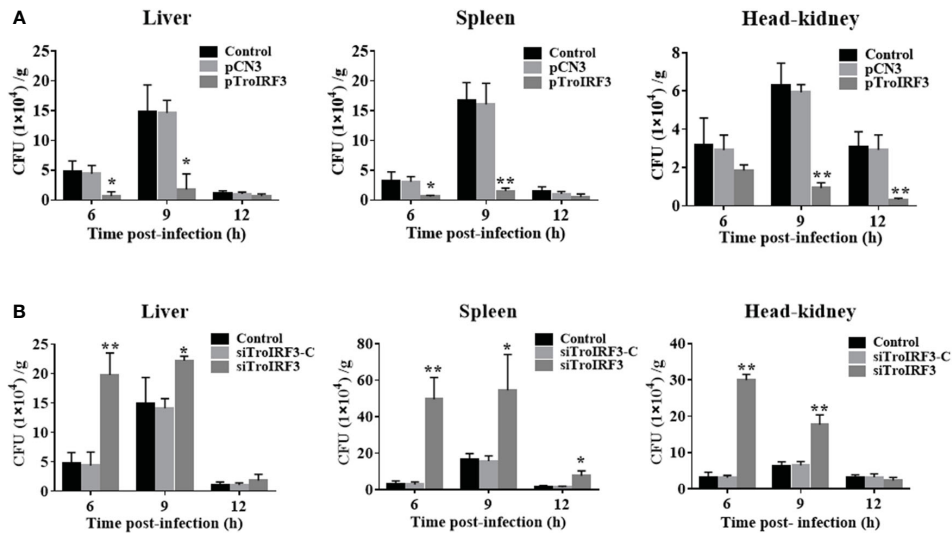 A
Liver
Control
pCN3
pTroIRF3
CFU (1×10⁴) /g
25
20
15
10
5
0
*
*
6
9
12
Time post-infection (h)
Spleen
Control
pCN3
pTroIRF3
CFU (1×10⁴) /g
25
20
15
10
5
0
*
**
6
9
12
Time post-infection (h)
Head-kidney
Control
pCN3
pTroIRF3
CFU (1×10⁴) /g
8
6
4
2
0
**
**
6
9
12
Time post-infection (h)
B
Liver
Control
siTroIRF3-C
siTroIRF3
CFU (1×10⁴) /g
25
20
15
10
5
0
**
*
6
9
12
Time post-infection (h)
Spleen
Control
siTroIRF3-C
siTroIRF3
CFU (1×10⁴) /g
80
60
40
20
0
**
*
*
6
9
12
Time post-infection (h)
Head-kidney
Control
siTroIRF3-C
siTroIRF3
CFU (1×10⁴) /g
40
30
20
10
0
**
**
6
9
12
Time post- infection (h)